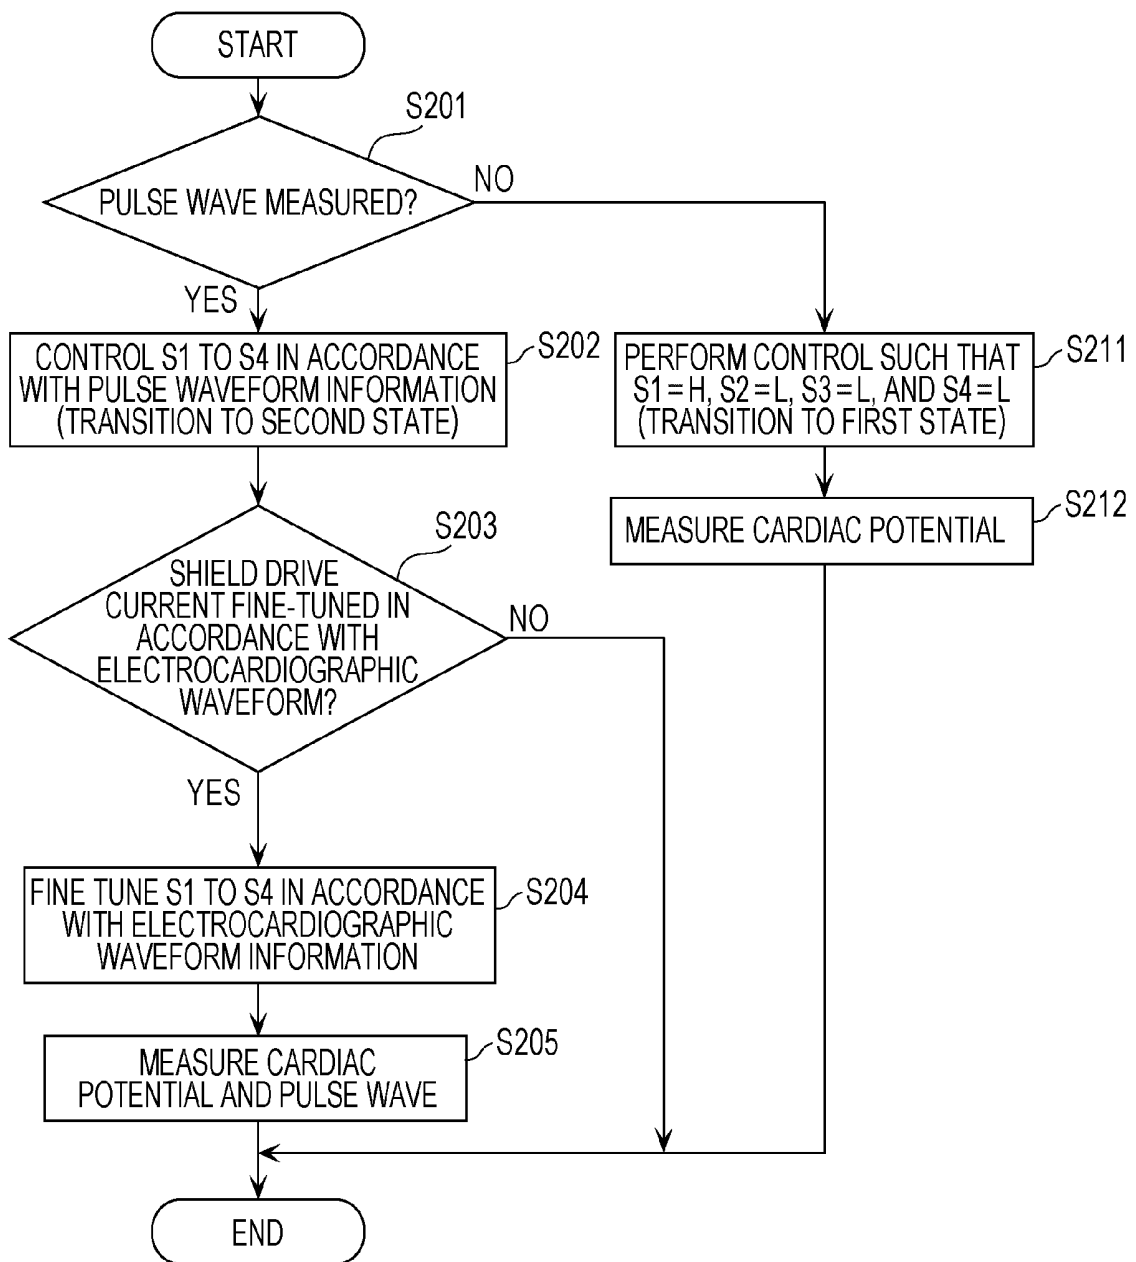 START
S201
PULSE WAVE MEASURED?
NO
YES
CONTROL S1 TO S4 IN ACCORDANCE
WITH PULSE WAVEFORM INFORMATION
(TRANSITION TO SECOND STATE)
S202
PERFORM CONTROL SUCH THAT
S1 = H, S2 = L, S3 = L, AND S4 = L
(TRANSITION TO FIRST STATE)
S211
MEASURE CARDIAC POTENTIAL
S212
S203
SHIELD DRIVE
CURRENT FINE-TUNED IN
ACCORDANCE WITH
ELECTROCARDIOGRAPHIC
WAVEFORM?
NO
YES
FINE TUNE S1 TO S4 IN ACCORDANCE
WITH ELECTROCARDIOGRAPHIC
WAVEFORM INFORMATION
S204
MEASURE CARDIAC
POTENTIAL AND PULSE WAVE
S205
END